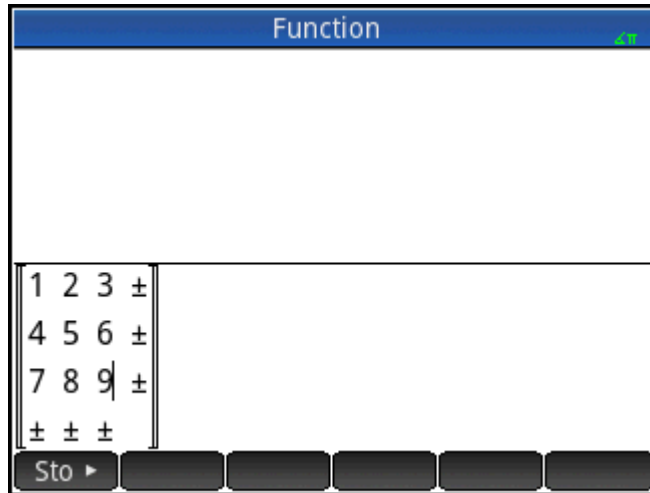 Function
∡π
1 2 3 ±
4 5 6 ±
7 8 9 ±
± ± ±
Sto ►